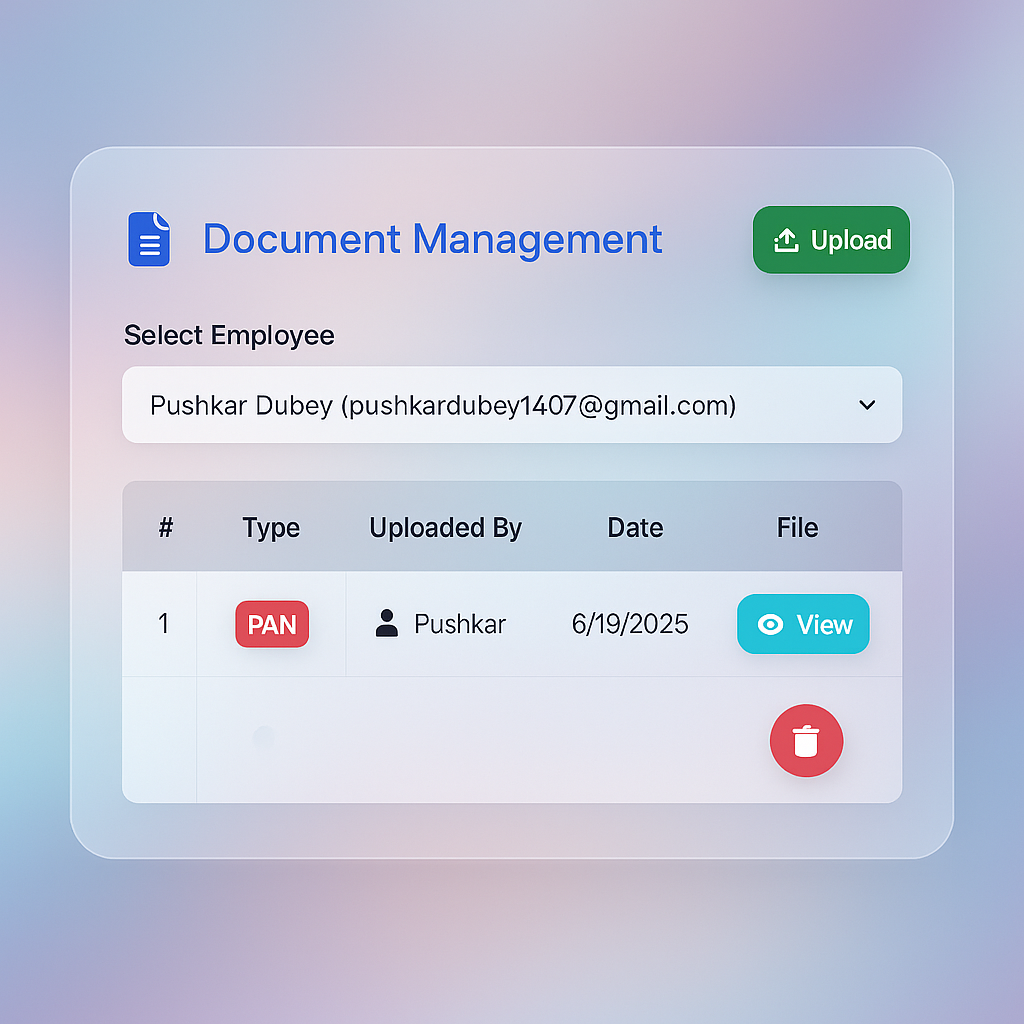 Document Management
Upload
Select Employee
Pushkar Dubey (pushkardubey1407@gmail.com)
# Type Uploaded By Date File
1 PAN Pushkar 6/19/2025 View